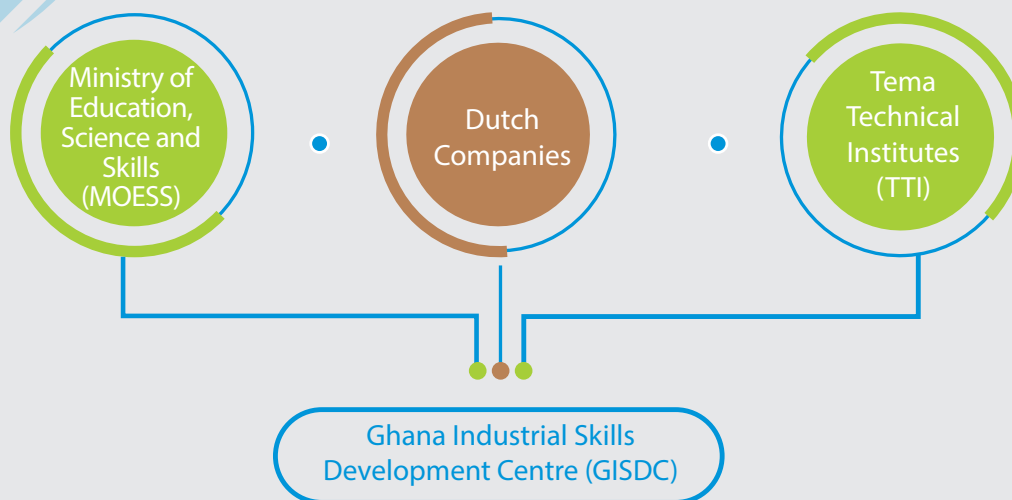 Ministry of
Education,
Science and
Skills
(MOESS)
Dutch
Companies
Tema
Technical
Institutes
(TTI)
Ghana Industrial Skills
Development Centre (GISDC)